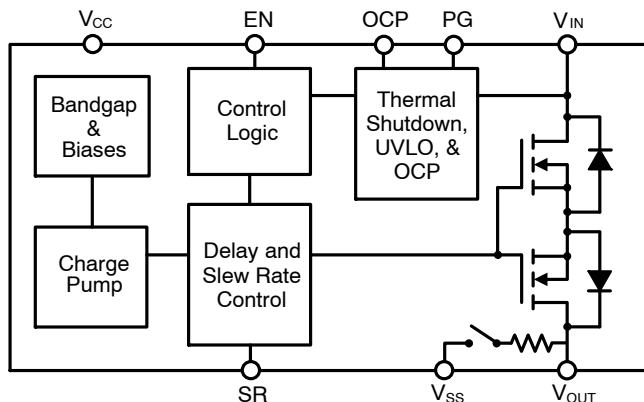 VCC
EN
OCP
PG
VIN
Bandgap
&
Biases
Control
Logic
Thermal
Shutdown,
UVLO, &
OCP
Charge
Pump
Delay and
Slew Rate
Control
SR
VSS
VOUT